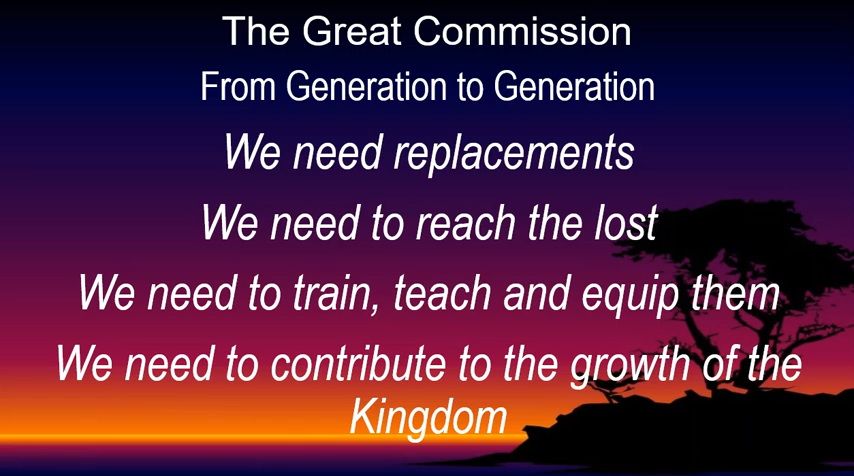 The Great Commission
From Generation to Generation
We need replacements
We need to reach the lost
We need to train, teach and equip them
We need to contribute to the growth of the
Kingdom